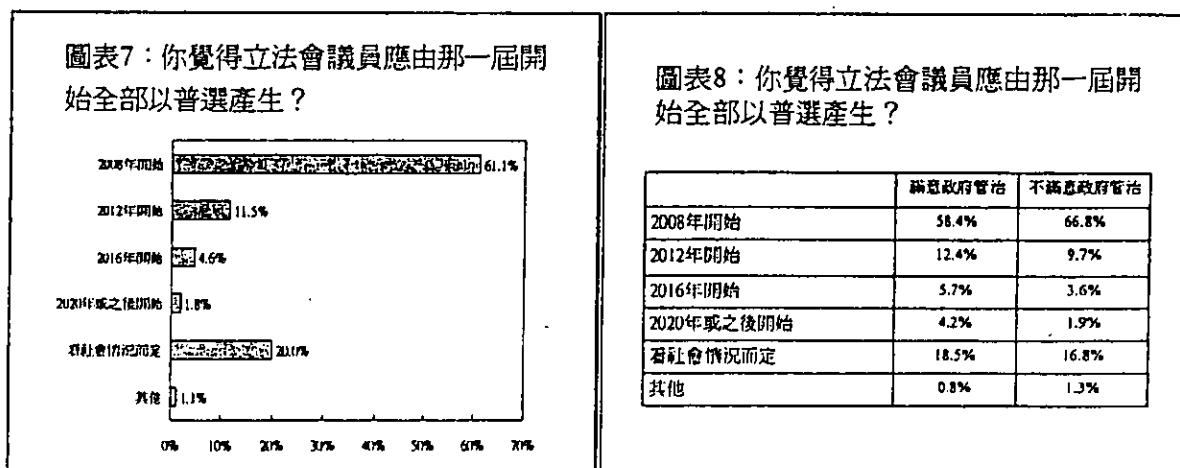 圖表7：你覺得立法會議員應由那一屆開
始全部以普選產生？
2008年開始 61.1%
2012年開始 11.5%
2016年開始 4.6%
2020年或之後開始 1.8%
看社會情況而定 20.0%
其他 1.1%
0% 10% 20% 30% 40% 50% 60% 70%
圖表8：你覺得立法會議員應由那一屆開
始全部以普選產生？
滿意政府管治 不滿意政府管治
2008年開始 58.4% 66.8%
2012年開始 12.4% 9.7%
2016年開始 5.7% 3.6%
2020年或之後開始 4.2% 1.9%
看社會情況而定 18.5% 16.8%
其他 0.8% 1.3%